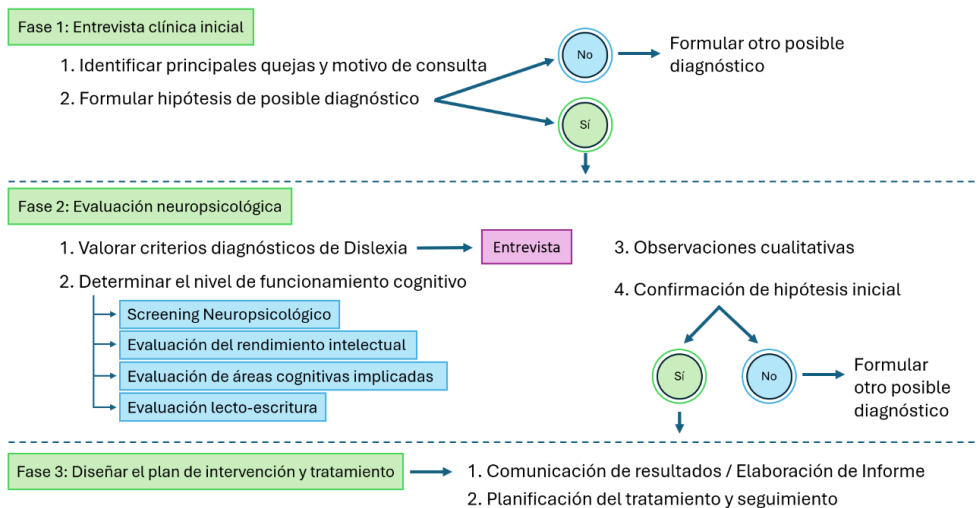 Fase 1: Entrevista clínica inicial
1. Identificar principales quejas y motivo de consulta
2. Formular hipótesis de posible diagnóstico
No
Formular otro posible
diagnóstico
Sí
Fase 2: Evaluación neuropsicológica
1. Valorar criterios diagnósticos de Dislexia
Entrevista
2. Determinar el nivel de funcionamiento cognitivo
Screening Neuropsicológico
Evaluación del rendimiento intelectual
Evaluación de áreas cognitivas implicadas
Evaluación lecto-escritura
3. Observaciones cualitativas
4. Confirmación de hipótesis inicial
Sí
No
Formular
otro posible
diagnóstico
Fase 3: Diseñar el plan de intervención y tratamiento
1. Comunicación de resultados / Elaboración de Informe
2. Planificación del tratamiento y seguimiento